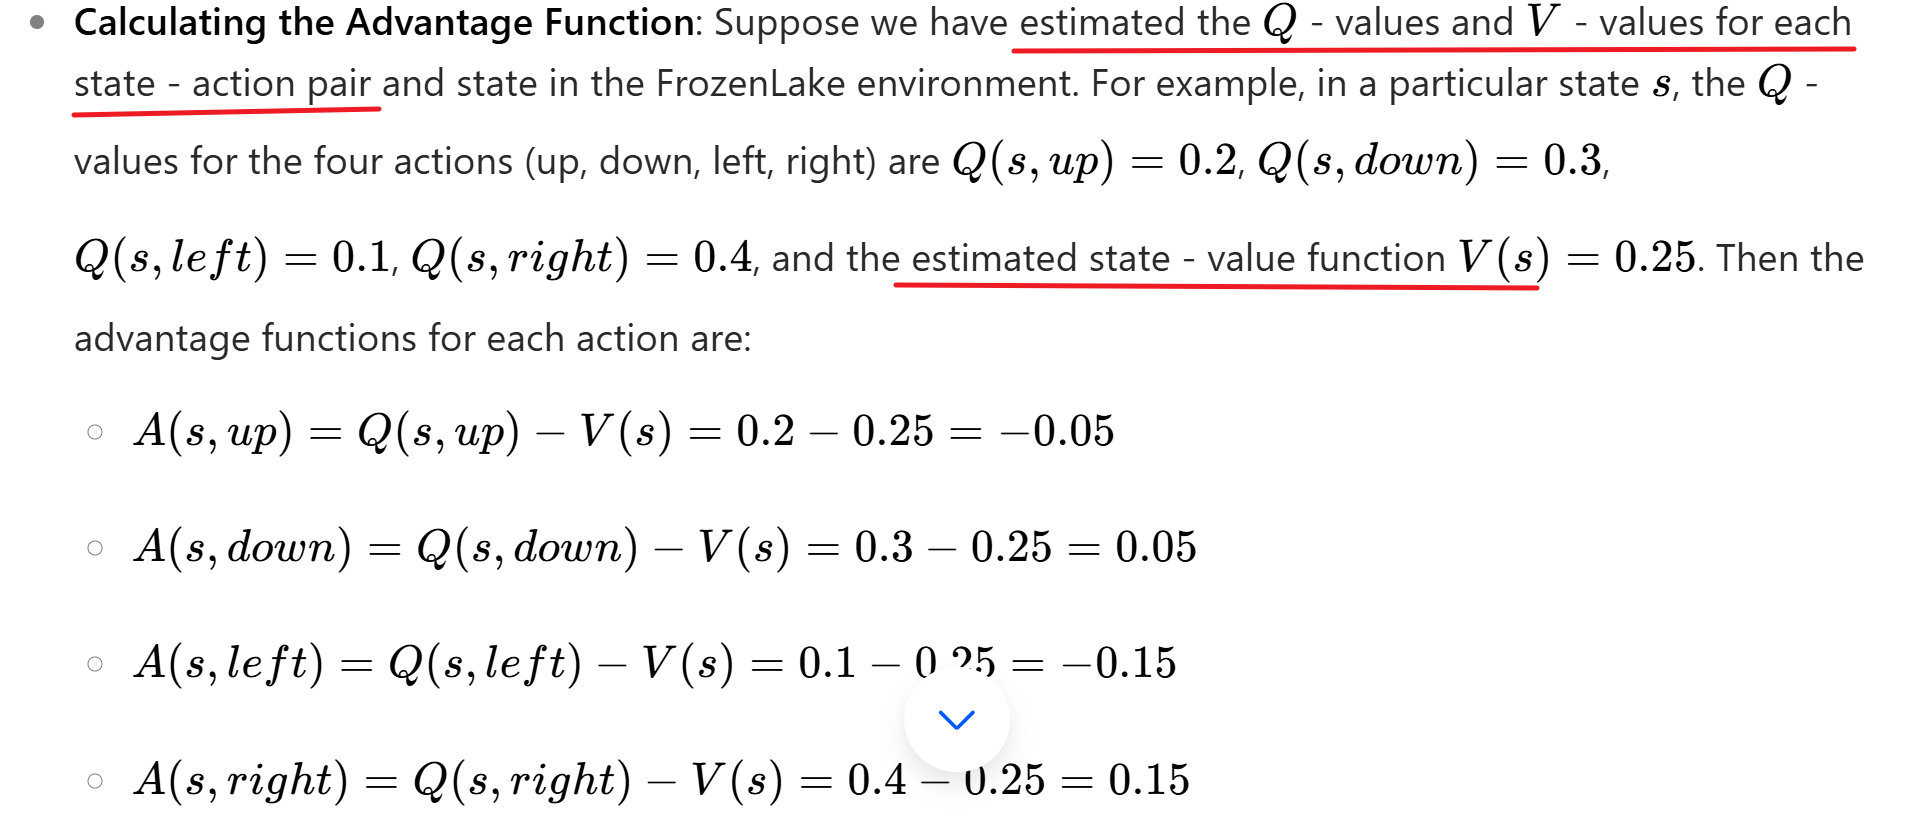 Calculating the Advantage Function: Suppose we have estimated the Q - values and V - values for each
state - action pair and state in the FrozenLake environment. For example, in a particular state s, the Q -
values for the four actions (up, down, left, right) are Q(s, up) = 0.2, Q(s, down) = 0.3,
Q(s, left) = 0.1, Q(s, right) = 0.4, and the estimated state - value function V(s) = 0.25. Then the
advantage functions for each action are:
A(s, up) = Q(s, up) − V(s) = 0.2 − 0.25 = −0.05
A(s, down) = Q(s, down) − V(s) = 0.3 − 0.25 = 0.05
A(s, left) = Q(s, left) − V(s) = 0.1 − 0.25 = −0.15
A(s, right) = Q(s, right) − V(s) = 0.4 − 0.25 = 0.15